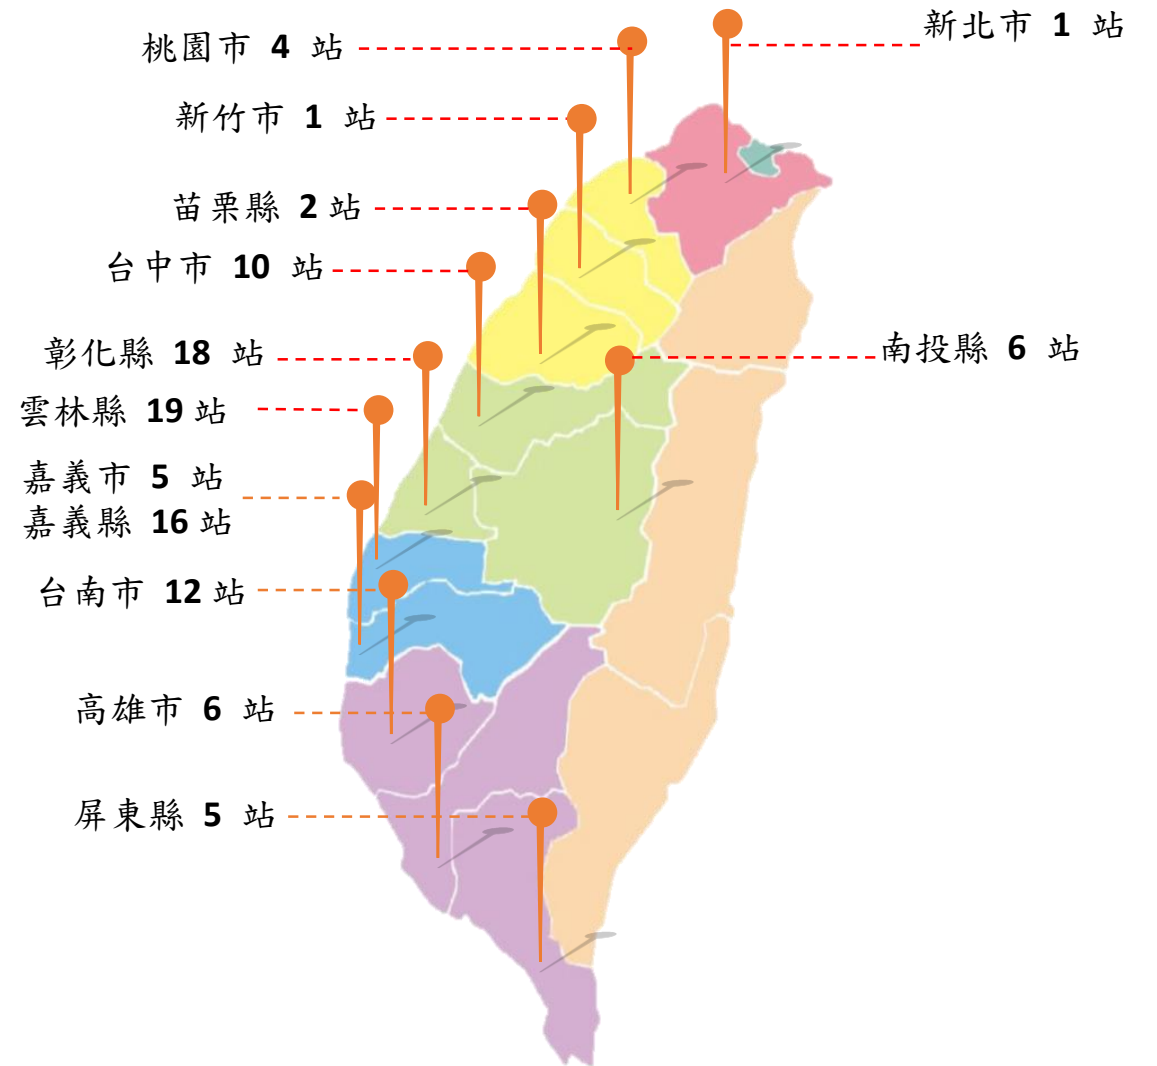 新北市 1 站
桃園市 4 站
新竹市 1 站
苗栗縣 2 站
台中市 10 站
彰化縣 18 站
南投縣 6 站
雲林縣 19 站
嘉義市 5 站
嘉義縣 16 站
台南市 12 站
高雄市 6 站
屏東縣 5 站